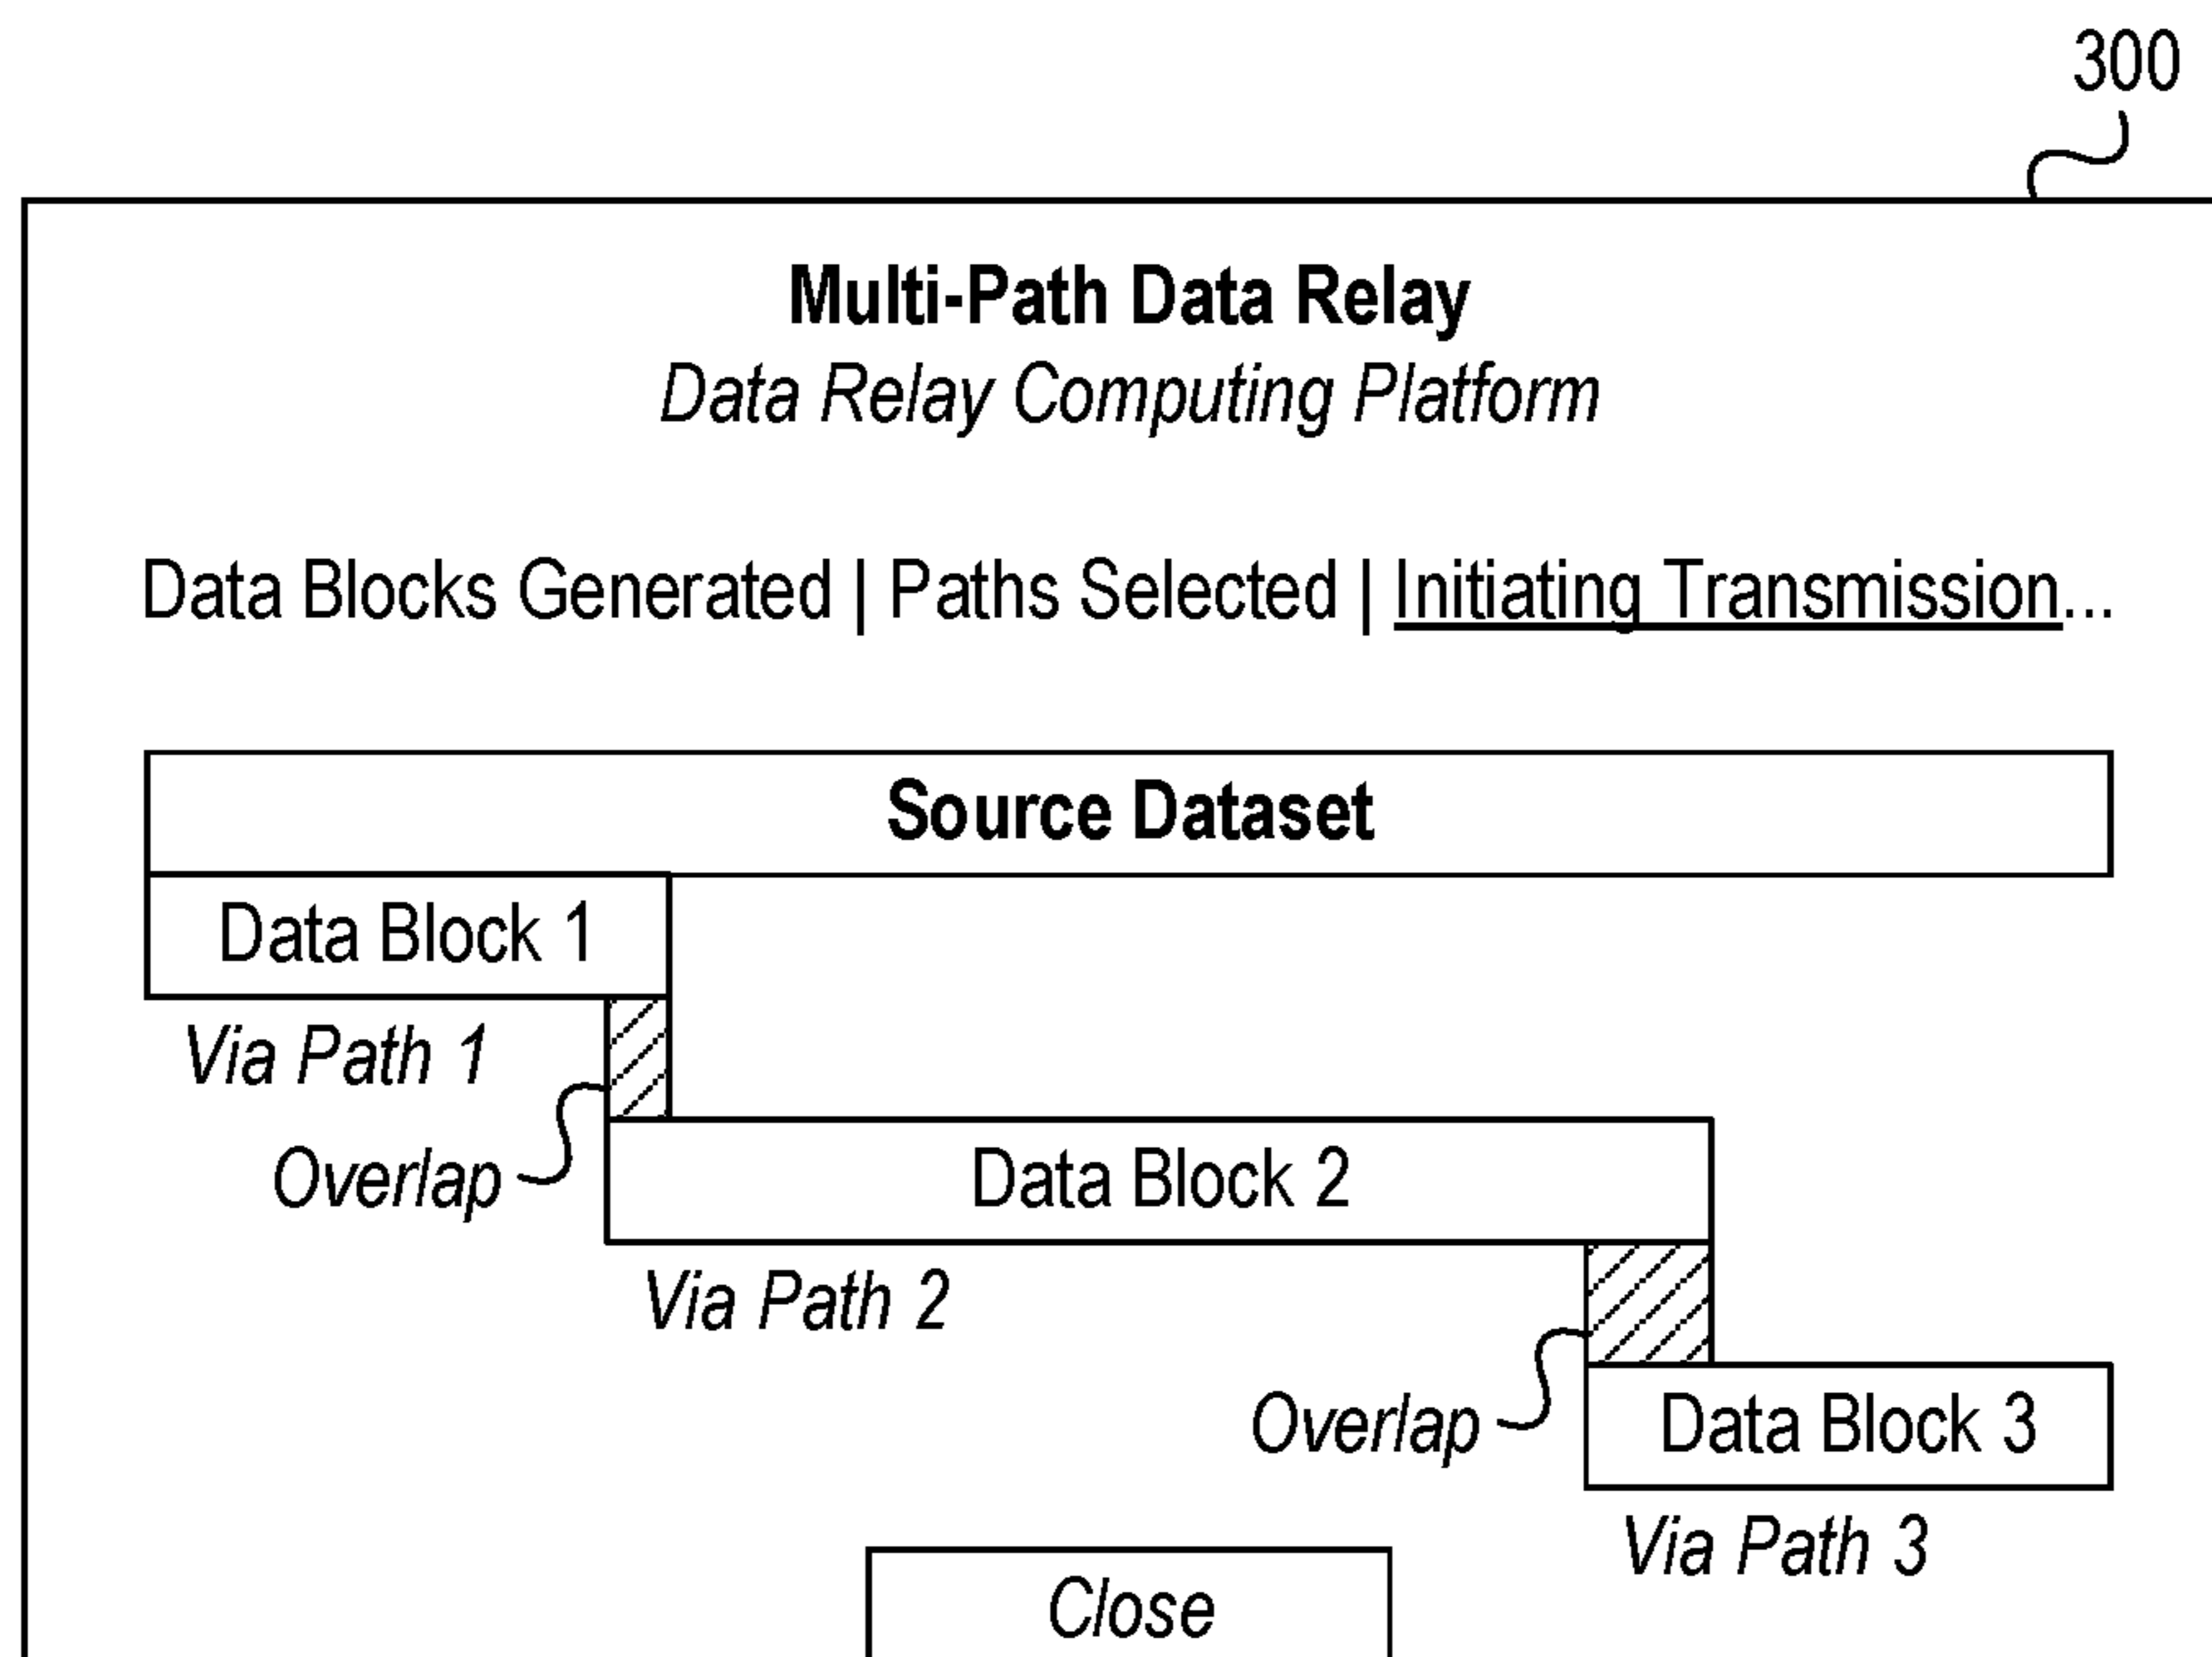 300
Multi-Path Data Relay
Data Relay Computing Platform
Data Blocks Generated | Paths Selected | Initiating Transmission...
Source Dataset
Data Block 1
Via Path 1
Overlap
Data Block 2
Via Path 2
Overlap
Data Block 3
Via Path 3
Close